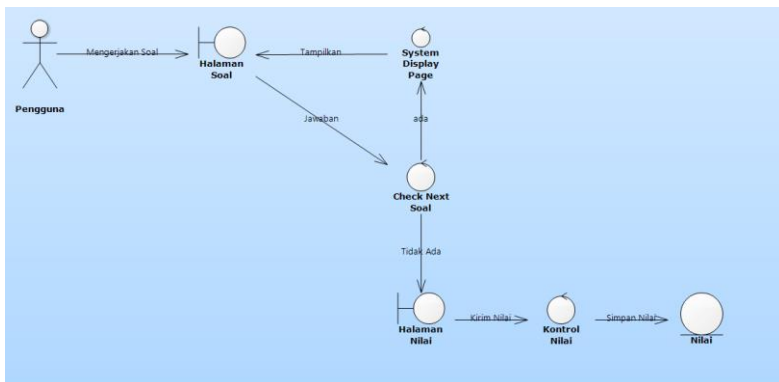 Pengguna
Mengerjakan Soal
Halaman
Soal
Tampilkan
System
Display
Page
Jawaban
ada
Check Next
Soal
Tidak Ada
Halaman
Nilai
Kirim Nilai
Kontrol
Nilai
Simpan Nilai
Nilai